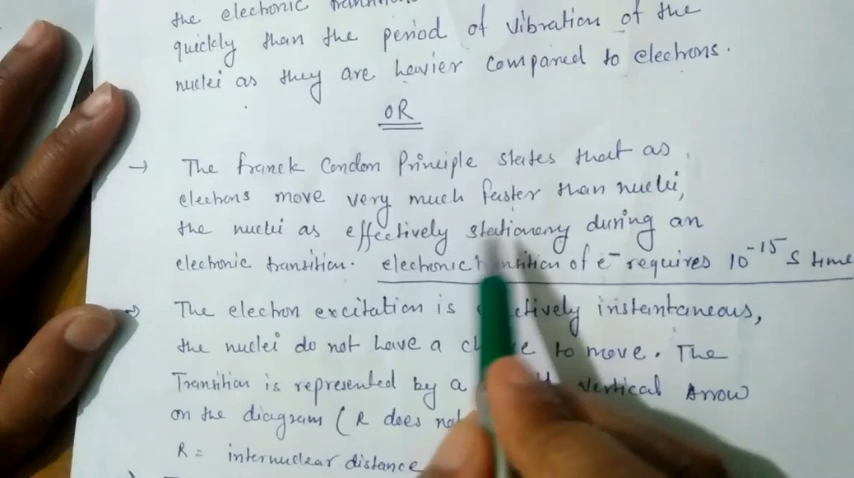 the electronic
quickly than the period of vibration of the
nuclei as they are heavier compared to electrons.
OR
→ The Franck Condon Principle states that as
electrons move very much faster than nuclei,
the nuclei as effectively stationary during an
electronic transition. electronic transition of e⁻ requires 10⁻¹⁵ s time
→ The electron excitation is instantaneous,
the nuclei do not have a to move. The
Transition is represented by a vertical Arrow
on the diagram (R does not
R = internuclear distance